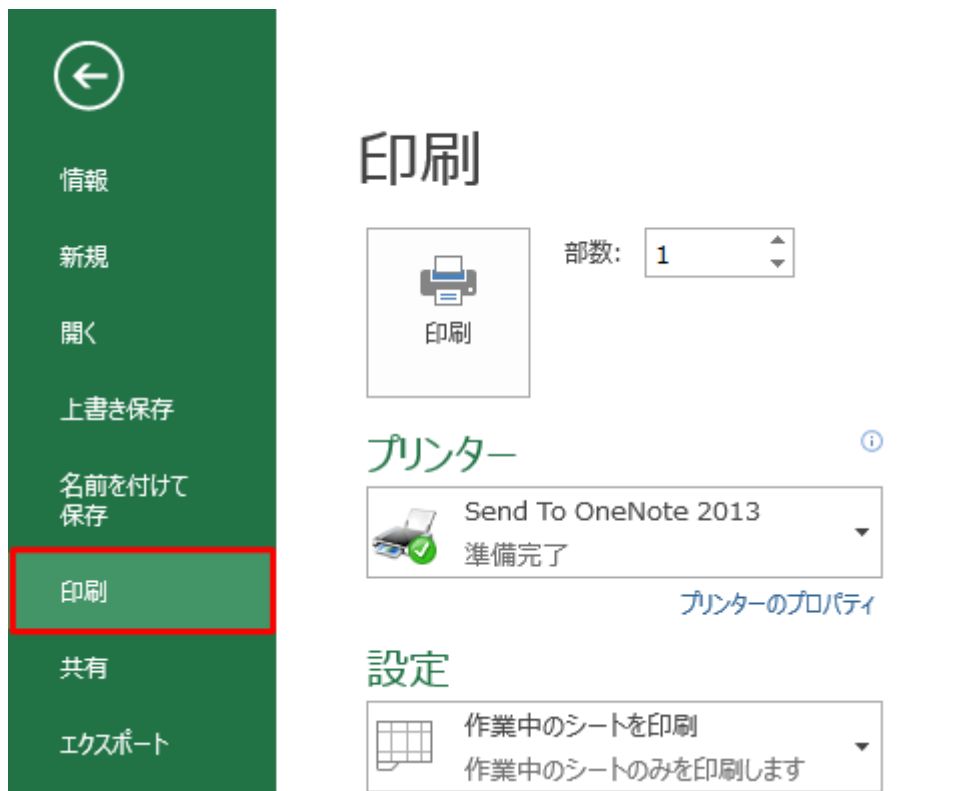 情報
新規
開く
上書き保存
名前を付けて
保存
印刷
共有
エクスポート
印刷
印刷
部数: 1
プリンター
Send To OneNote 2013
準備完了
プリンターのプロパティ
設定
作業中のシートを印刷
作業中のシートのみを印刷します